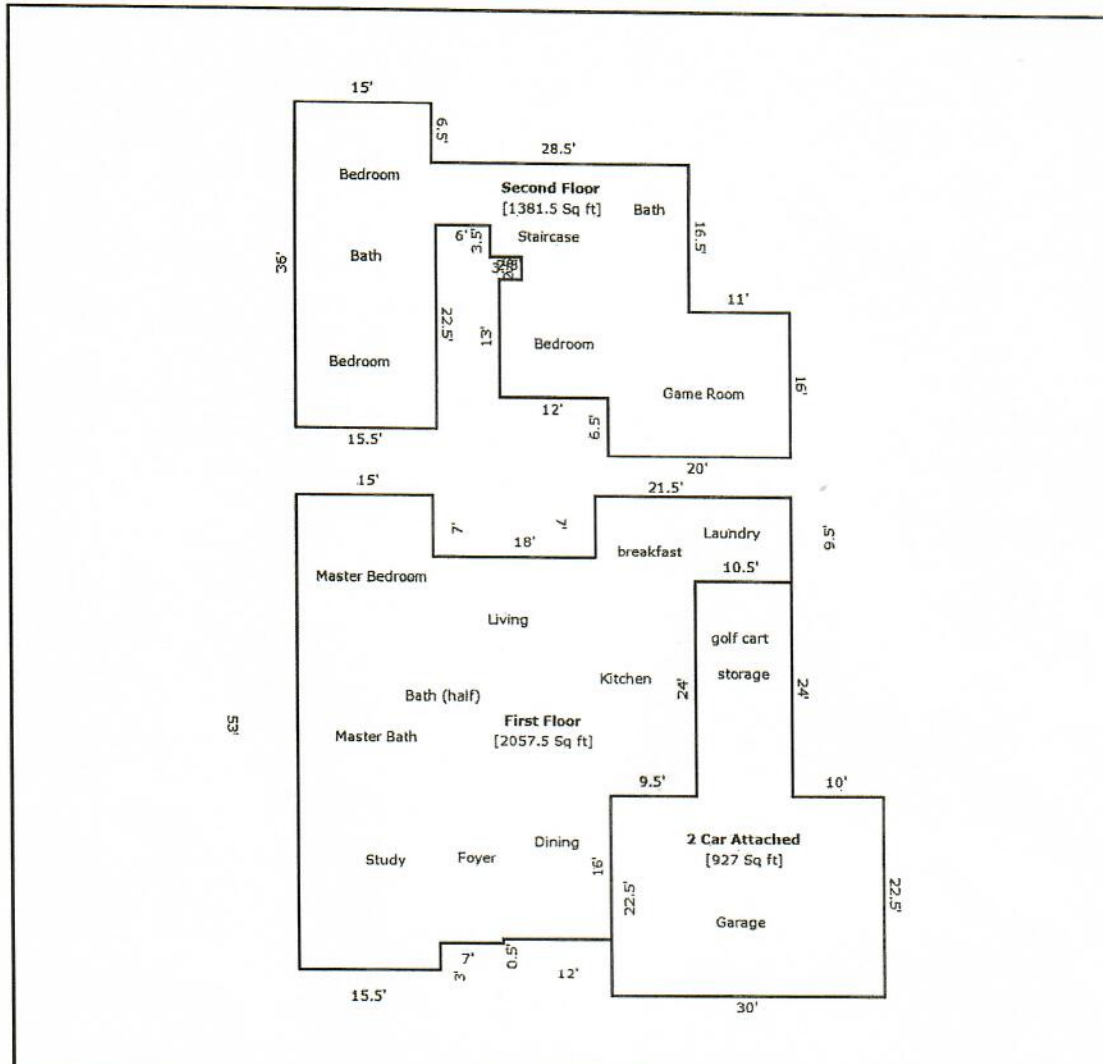 15'
6.5'
28.5'
Bedroom
Second Floor
[1381.5 Sq ft]
Bath
6'
3.5'
Staircase
16.5'
36'
Bath
11'
22.5'
13'
Bedroom
Bedroom
Game Room
16'
12'
6.5'
15.5'
20'
15'
21.5'
7'
7'
18'
Laundry
9.5'
breakfast
10.5'
Master Bedroom
Living
golf cart
Kitchen
storage
24'
24'
Bath (half)
First Floor
[2057.5 Sq ft]
53'
Master Bath
9.5'
10'
Dining
2 Car Attached
[927 Sq ft]
Study
Foyer
16'
22.5'
22.5'
Garage
7'
3'
0.5'
12'
15.5'
30'